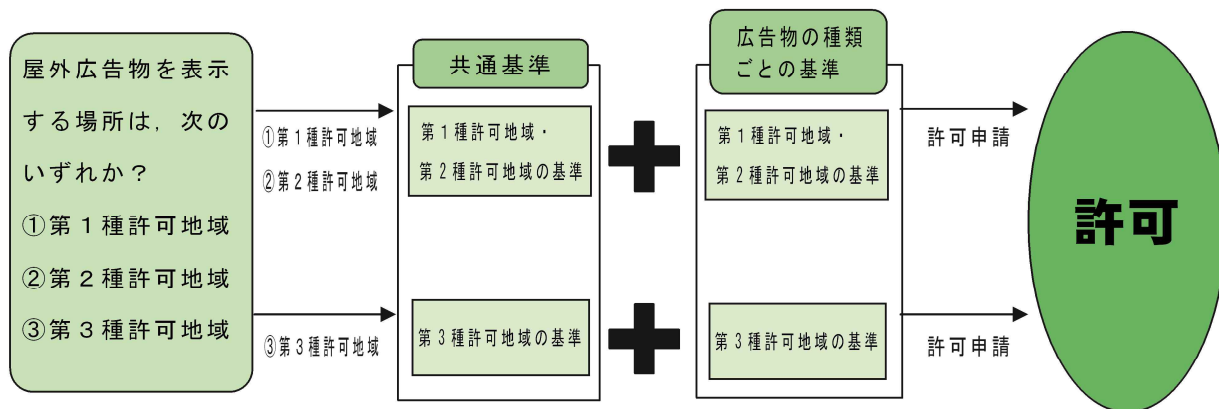 屋外広告物を表示
する場所は，次の
いずれか？
①第１種許可地域
②第２種許可地域
③第３種許可地域
①第１種許可地域
②第２種許可地域
③第３種許可地域
共通基準
第１種許可地域・
第２種許可地域の基準
第３種許可地域の基準
広告物の種類
ごとの基準
第１種許可地域・
第２種許可地域の基準
第３種許可地域の基準
許可申請
許可申請
許可